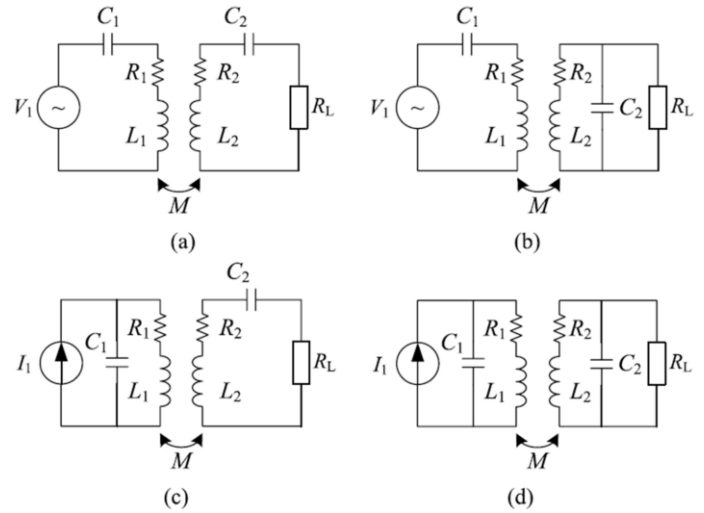 C1 C2
V1 ~ R1 L1 R2 L2 RL
M
(a)
C1
V1 ~ R1 L1 R2 L2 C2 RL
M
(b)
C2
I1 C1 R1 L1 R2 L2 RL
M
(c)
I1 C1 R1 L1 R2 L2 C2 RL
M
(d)